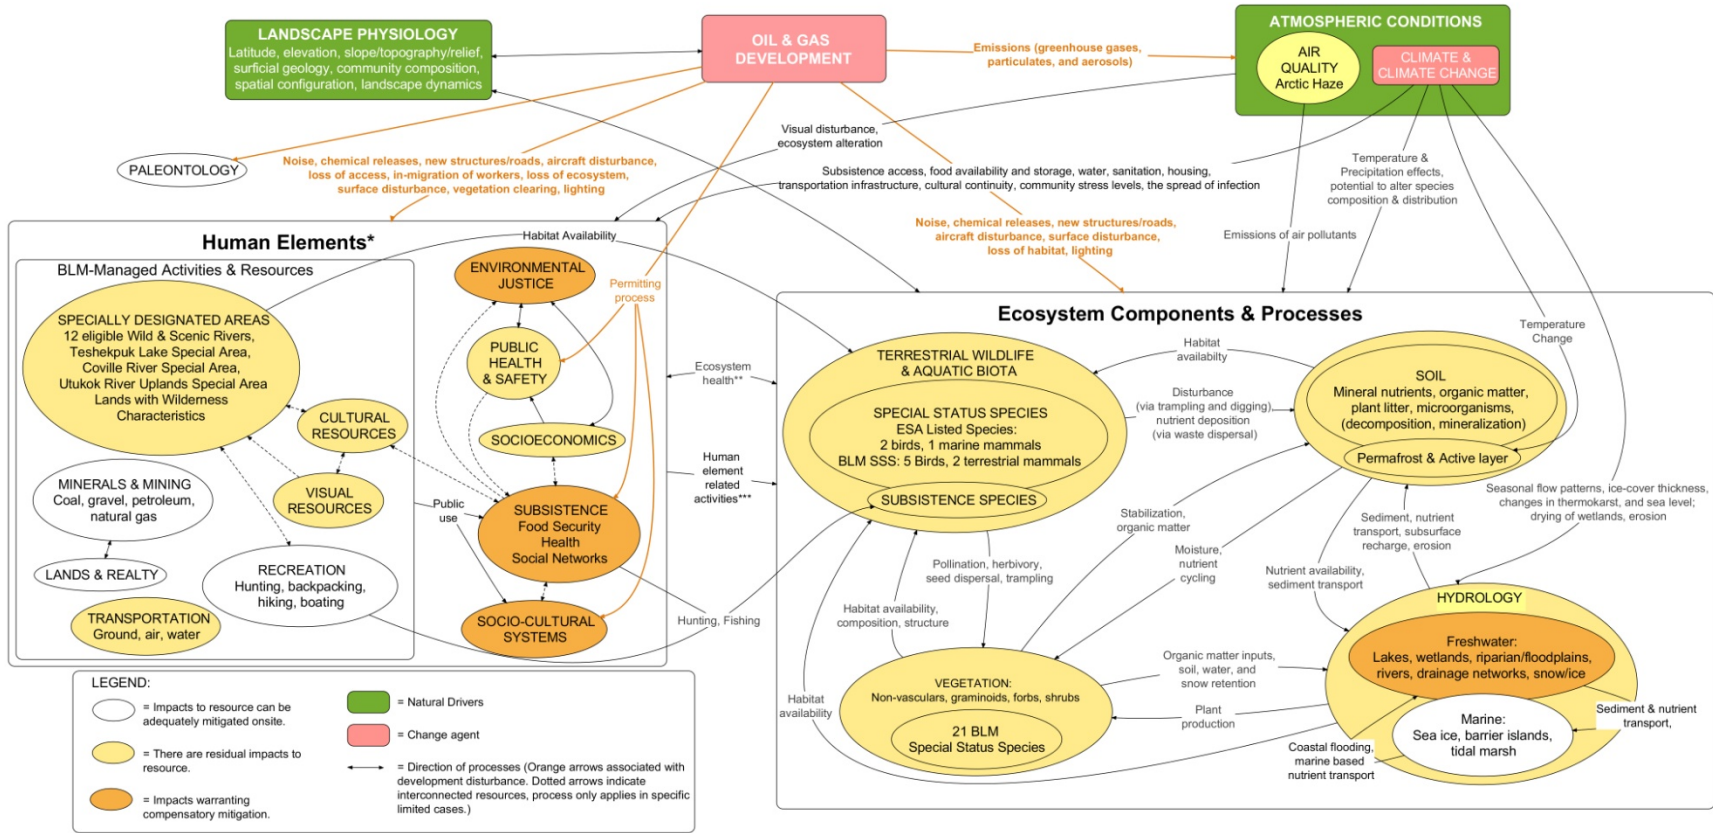 LANDSCAPE PHYSIOLOGY
Latitude, elevation, slope/topography/relief,
surficial geology, community composition,
spatial configuration, landscape dynamics
OIL & GAS
DEVELOPMENT
Emissions (greenhouse gases,
particulates, and aerosols)
ATMOSPHERIC CONDITIONS
AIR
QUALITY
Arctic Haze
CLIMATE &
CLIMATE CHANGE
PALEONTOLOGY
Noise, chemical releases, new structures/roads, aircraft disturbance,
loss of access, in-migration of workers, loss of ecosystem,
surface disturbance, vegetation clearing, lighting
Visual disturbance,
ecosystem alteration
Subsistence access, food availability and storage, water, sanitation, housing,
transportation infrastructure, cultural continuity, community stress levels, the spread of infection
Temperature &
Precipitation effects,
potential to alter species
composition & distribution
Noise, chemical releases, new structures/roads,
aircraft disturbance, surface disturbance,
loss of habitat, lighting
Emissions of air pollutants
Human Elements*
Habitat Availability
BLM-Managed Activities & Resources
SPECIALLY DESIGNATED AREAS
12 eligible Wild & Scenic Rivers,
Teshekpuk Lake Special Area,
Coville River Special Area,
Utukok River Uplands Special Area
Lands with Wilderness
Characteristics
CULTURAL
RESOURCES
VISUAL
RESOURCES
MINERALS & MINING
Coal, gravel, petroleum,
natural gas
LANDS & REALTY
RECREATION
Hunting, backpacking,
hiking, boating
TRANSPORTATION
Ground, air, water
ENVIRONMENTAL
JUSTICE
Permitting
process
PUBLIC
HEALTH
& SAFETY
SOCIOECONOMICS
Public
use
SUBSISTENCE
Food Security
Health
Social Networks
SOCIO-CULTURAL
SYSTEMS
Ecosystem
health**
Human
element
related
activities***
Hunting, Fishing
Ecosystem Components & Processes
TERRESTRIAL WILDLIFE
& AQUATIC BIOTA
SPECIAL STATUS SPECIES
ESA Listed Species:
2 birds, 1 marine mammals
BLM SSS: 5 Birds, 2 terrestrial mammals
SUBSISTENCE SPECIES
Habitat
availabilty
Disturbance
(via trampling and digging),
nutrient deposition
(via waste dispersal)
SOIL
Mineral nutrients, organic matter,
plant litter, microorganisms,
(decomposition, mineralization)
Permafrost & Active layer
Temperature
Change
Seasonal flow patterns, ice-cover thickness,
changes in thermokarst, and sea level;
drying of wetlands, erosion
Stabilization,
organic matter
Sediment, nutrient
transport, subsurface
recharge, erosion
Moisture,
nutrient
cycling
Pollination, herbivory,
seed dispersal, trampling
Nutrient availability,
sediment transport
Habitat availability,
composition, structure
HYDROLOGY
Freshwater:
Lakes, wetlands, riparian/floodplains,
rivers, drainage networks, snow/ice
Organic matter inputs,
soil, water, and
snow retention
VEGETATION:
Non-vasculars, graminoids, forbs, shrubs
21 BLM
Special Status Species
Habitat
availability
Plant
production
Sediment & nutrient
transport,
Marine:
Sea ice, barrier islands,
tidal marsh
Coastal flooding,
marine based
nutrient transport
LEGEND:
= Impacts to resource can be
adequately mitigated onsite.
= There are residual impacts to
resource.
= Impacts warranting
compensatory mitigation.
= Natural Drivers
= Change agent
= Direction of processes (Orange arrows associated with
development disturbance. Dotted arrows indicate
interconnected resources, process only applies in specific
limited cases.)